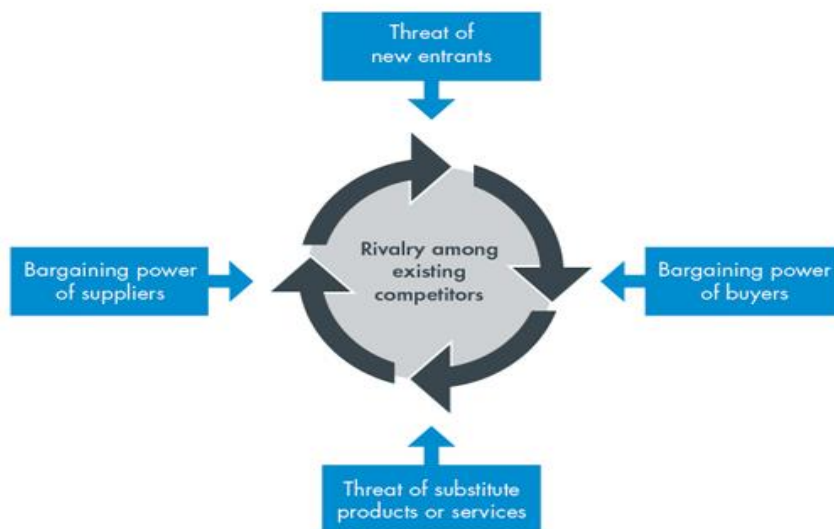 Threat of
new entrants
Bargaining power
of suppliers
Rivalry among
existing
competitors
Bargaining power
of buyers
Threat of substitute
products or services